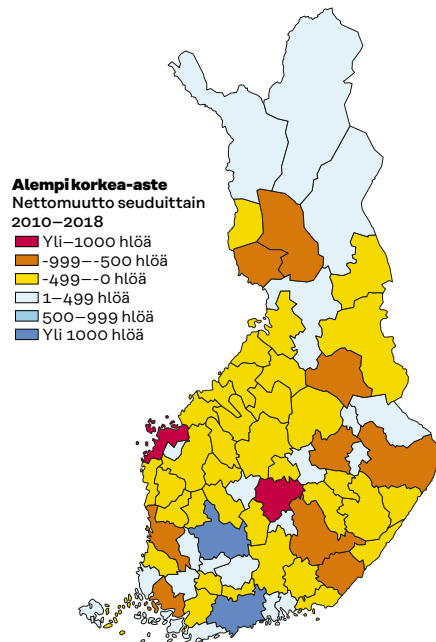 Alempi korkea-aste
Nettomuutto seuduittain
2010–2018
Yli–1000 hlöä
-999–-500 hlöä
-499–-0 hlöä
1–499 hlöä
500–999 hlöä
Yli 1000 hlöä